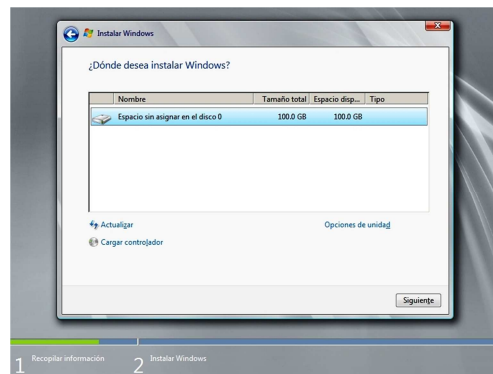 Instalar Windows
¿Dónde desea instalar Windows?
Nombre Tamaño total Espacio disp... Tipo
Espacio sin asignar en el disco 0 100.0 GB 100.0 GB
Actualizar Opciones de unidad
Cargar controlador
Siguiente
1 Recopilar información 2 Instalar Windows